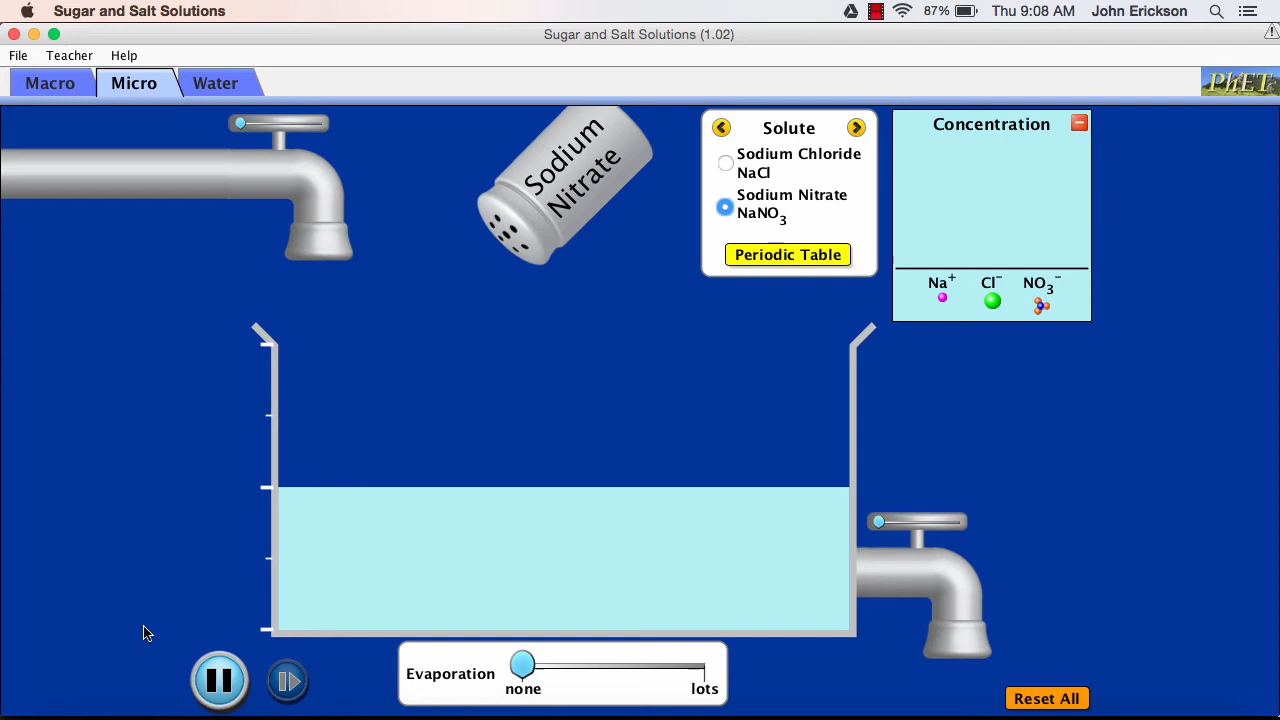 Sugar and Salt Solutions
87%
Thu 9:08 AM
John Erickson
Sugar and Salt Solutions (1.02)
File
Teacher
Help
Macro
Micro
Water
PhET
Sodium
Nitrate
Solute
Sodium Chloride
NaCl
Sodium Nitrate
NaNO3
Periodic Table
Concentration
Na+
Cl−
NO3−
Evaporation
none
lots
Reset All